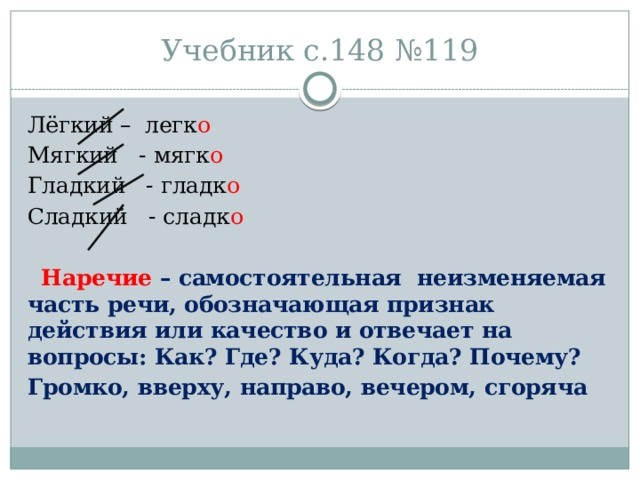 Учебник с.148 №119
Лёгкий – легко
Мягкий - мягко
Гладкий - гладко
Сладкий - сладко
Наречие – самостоятельная неизменяемая
часть речи, обозначающая признак
действия или качество и отвечает на
вопросы: Как? Где? Куда? Когда? Почему?
Громко, вверху, направо, вечером, сгоряча